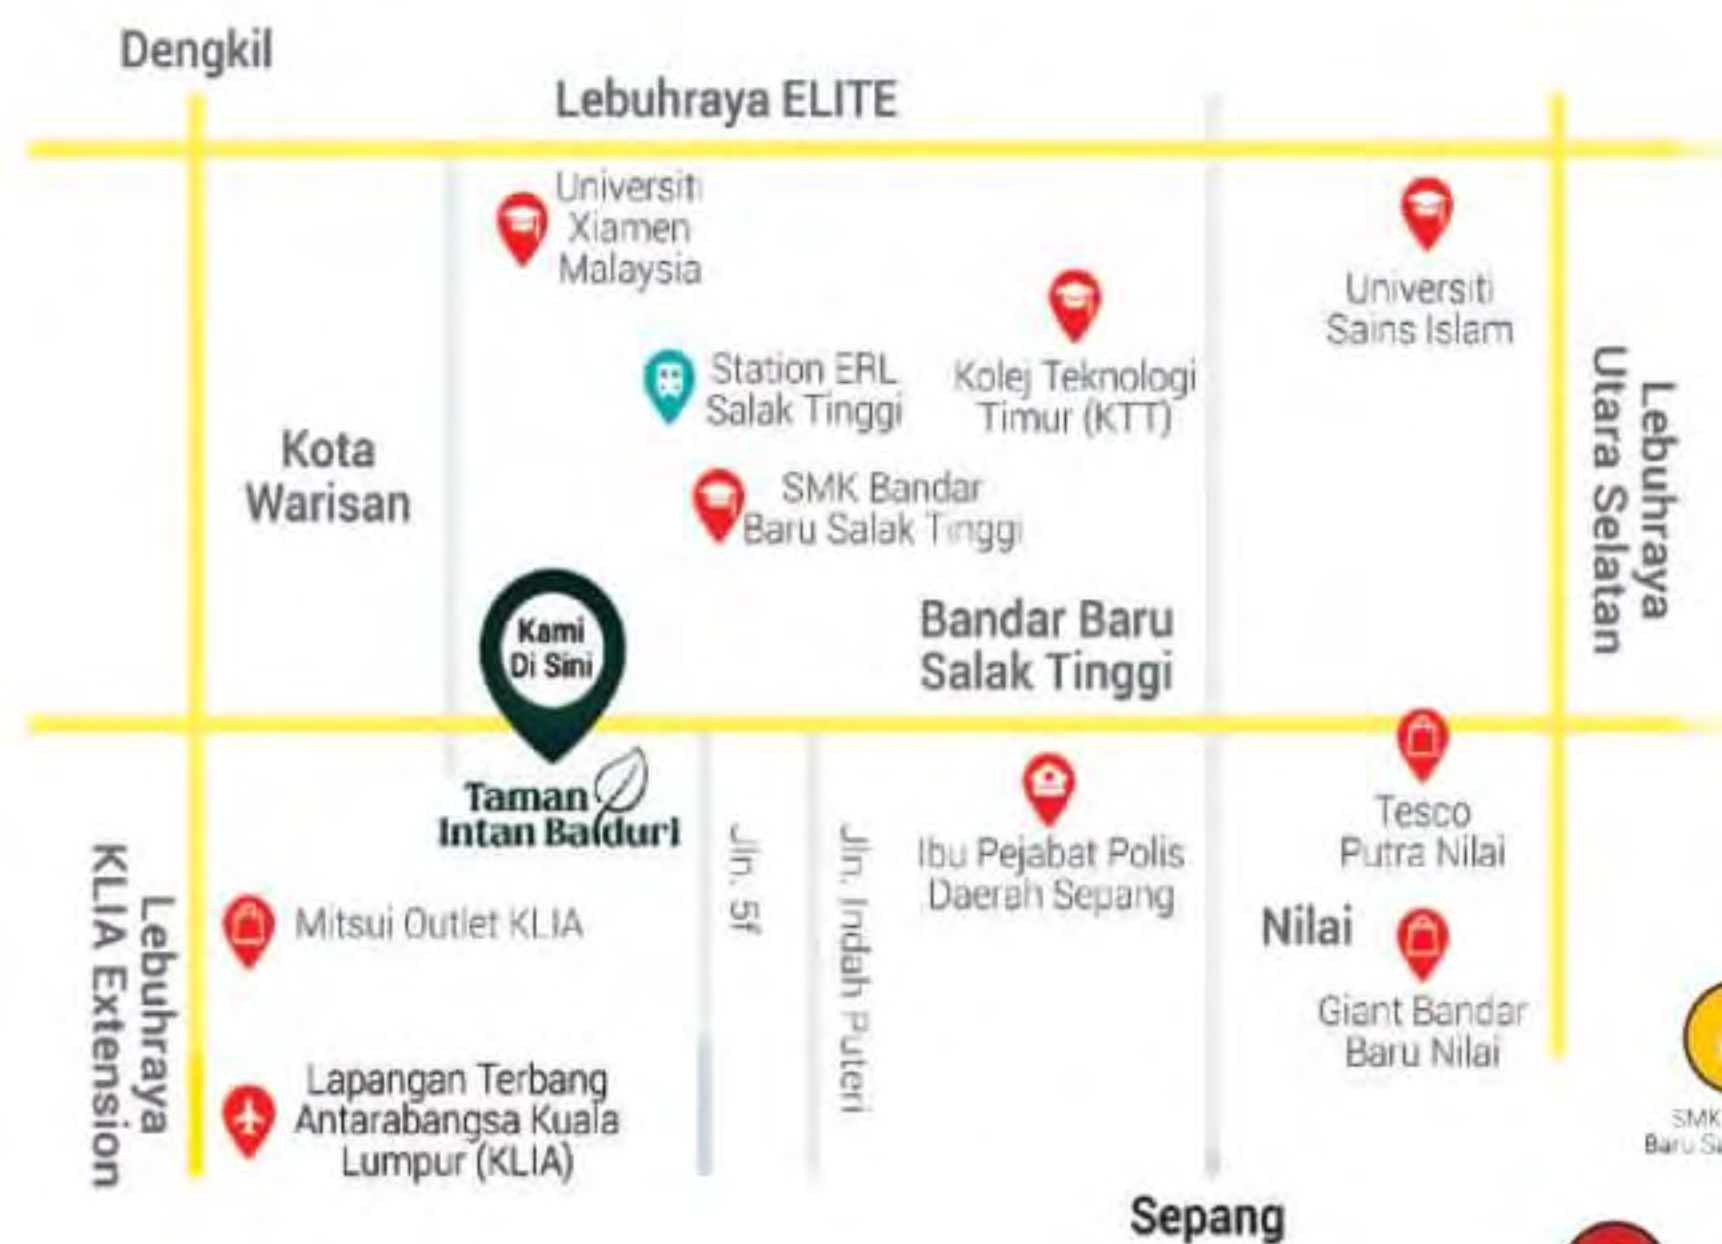 Dengkil
Lebuhraya ELITE
Universiti
Xiamen
Malaysia
Universiti
Sains Islam
Station ERL
Salak Tinggi
Kolej Teknologi
Timur (KTT)
Kota
Warisan
SMK Bandar
Baru Salak Tinggi
Lebuhraya
Utara Selatan
Kami
Di Sini
Bandar Baru
Salak Tinggi
Taman
Intan Baiduri
Jln. 5f
Jln. Indah Puteri
Ibu Pejabat Polis
Daerah Sepang
Tesco
Putra Nilai
Lebuhraya
KLIA Extension
Mitsui Outlet KLIA
Nilai
Giant Bandar
Baru Nilai
Lapangan Terbang
Antarabangsa Kuala
Lumpur (KLIA)
SMK
Baru Sa
Sepang